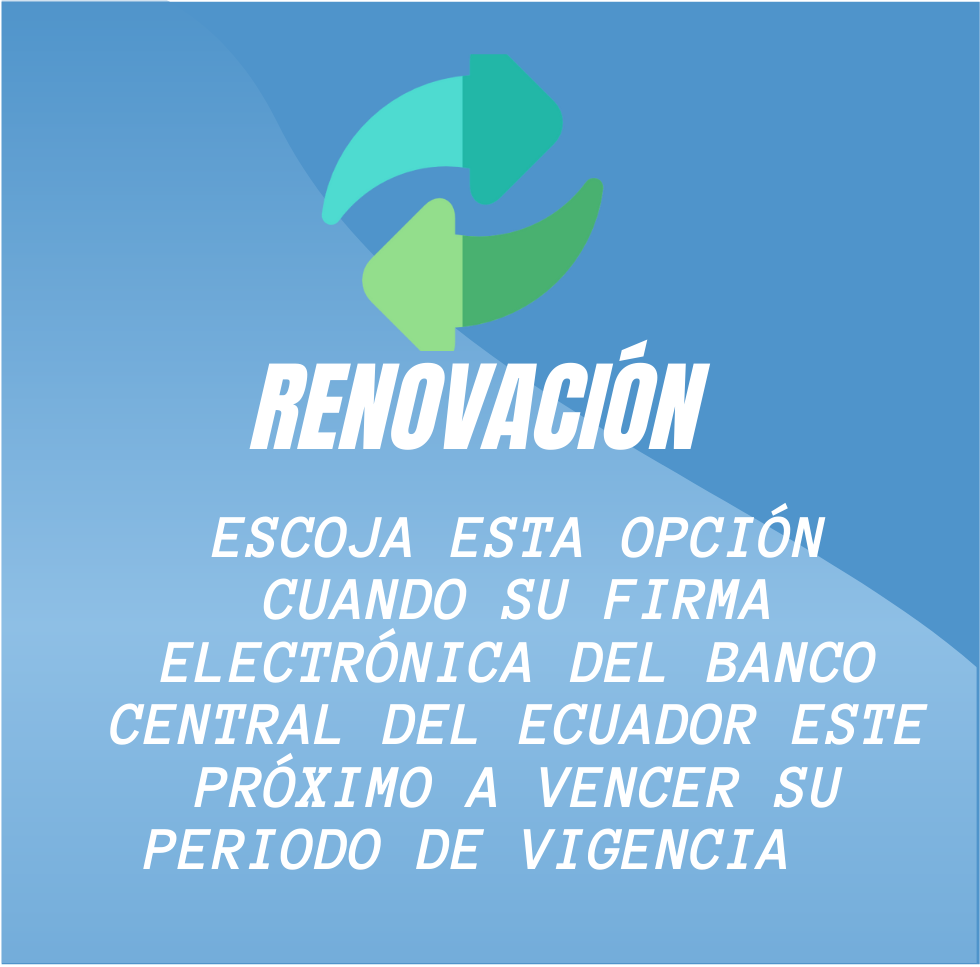 RENOVACIÓN
ESCOJA ESTA OPCIÓN
CUANDO SU FIRMA
ELECTRÓNICA DEL BANCO
CENTRAL DEL ECUADOR ESTE
PRÓXIMO A VENCER SU
PERIODO DE VIGENCIA